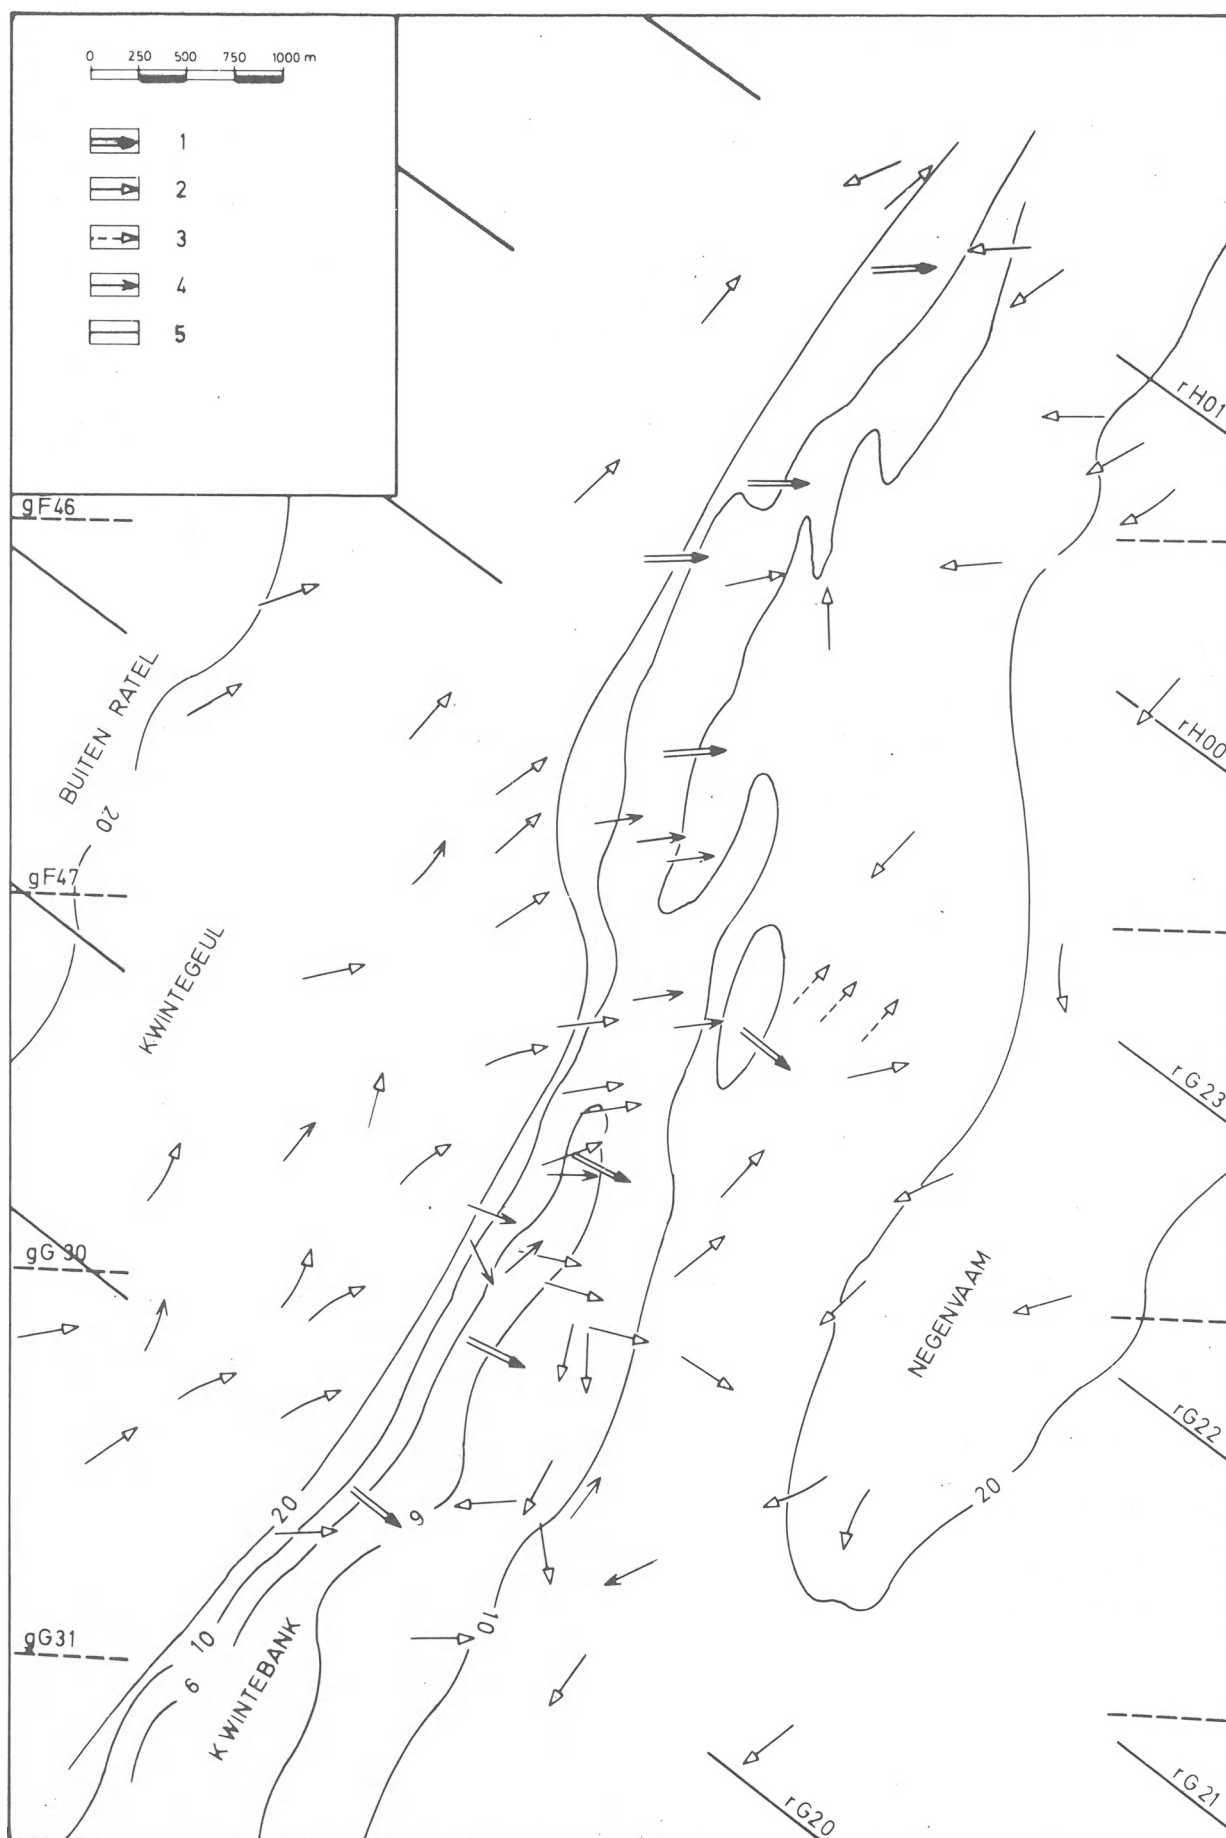 0 250 500 750 1000 m
1
2
3
4
5
gF46
rH01
BUITEN RATEL
rH00
20
gF47
KWINTEGEUL
rG23
gG30
NEGENVAAM
rG22
20
20
6
10
10
gG31
6
KWINTEBANK
rG20
rG21